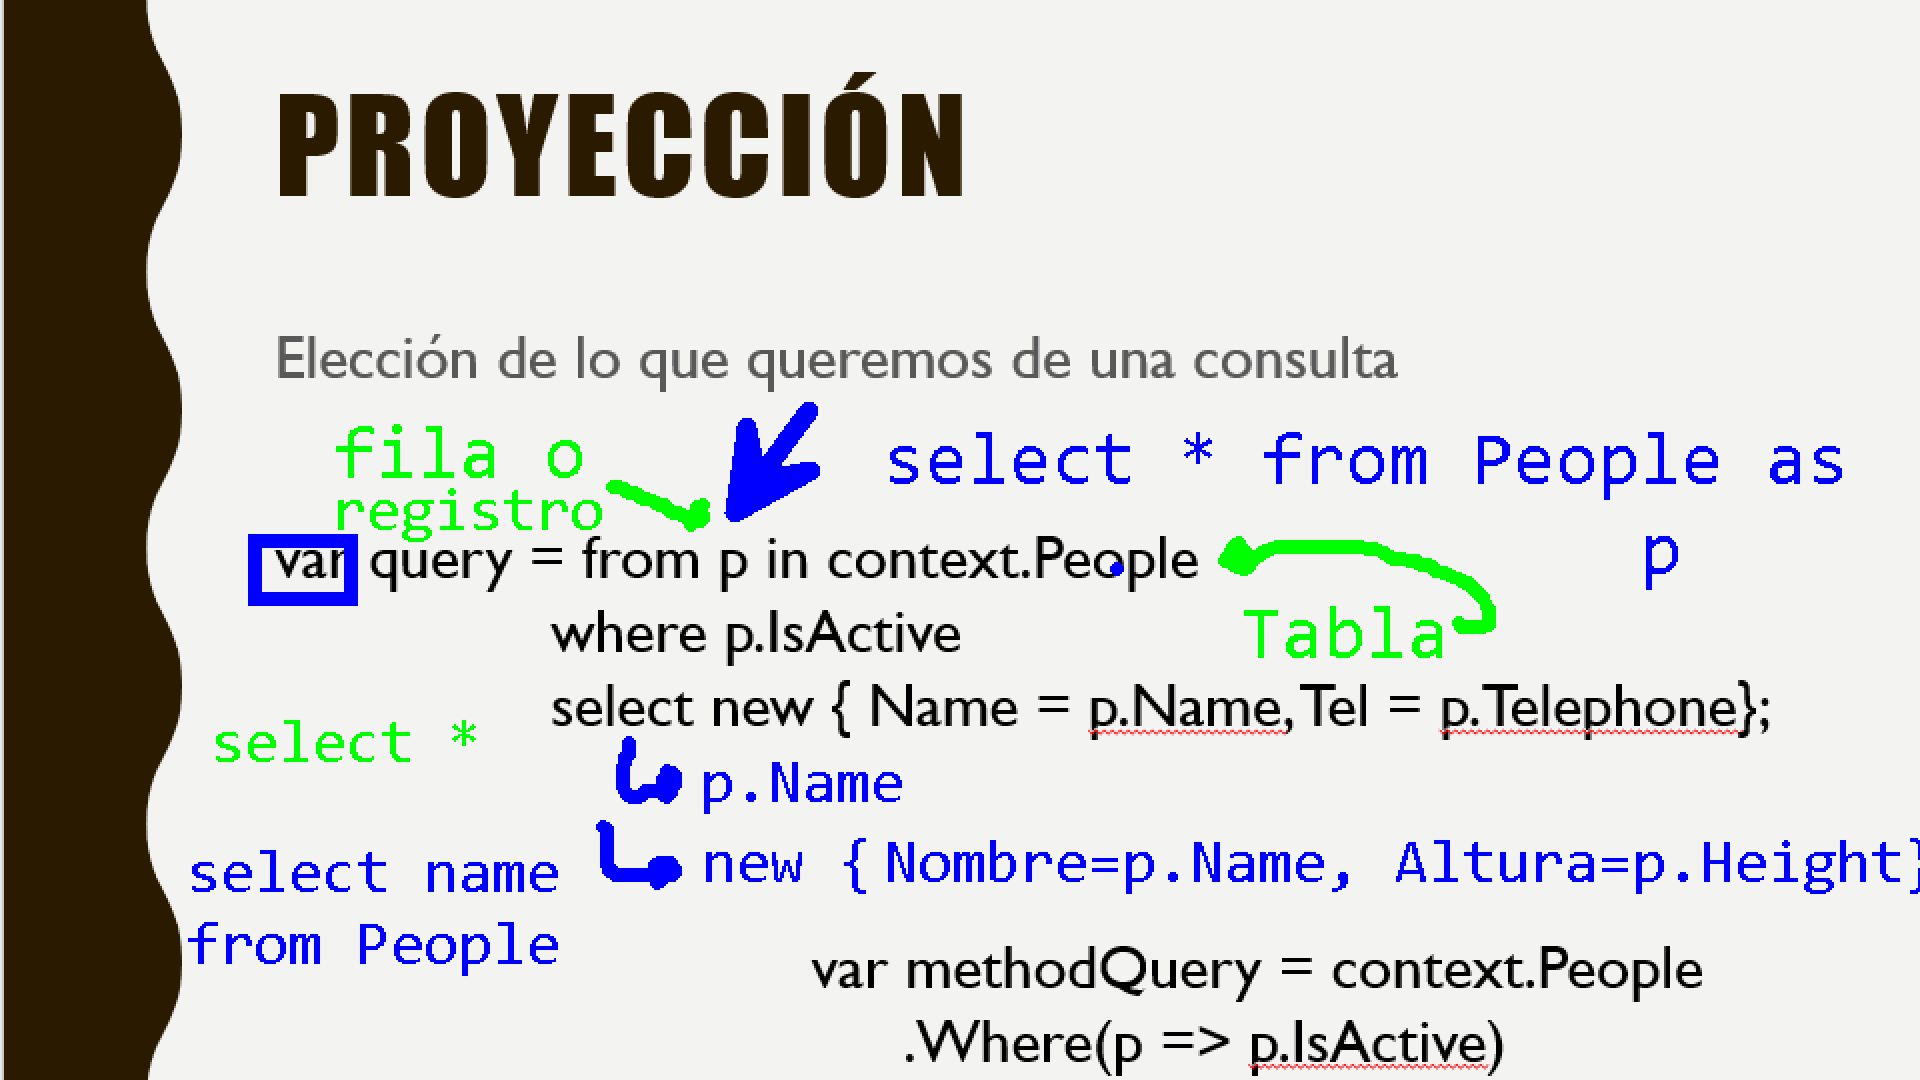 PROYECCIÓN
Elección de lo que queremos de una consulta
fila o
registro
select * from People as
p
var query = from p in context.People
where p.IsActive
Tabla
select new { Name = p.Name, Tel = p.Telephone};
select *
p.Name
new { Nombre=p.Name, Altura=p.Height}
select name
from People
var methodQuery = context.People
.Where(p => p.IsActive)